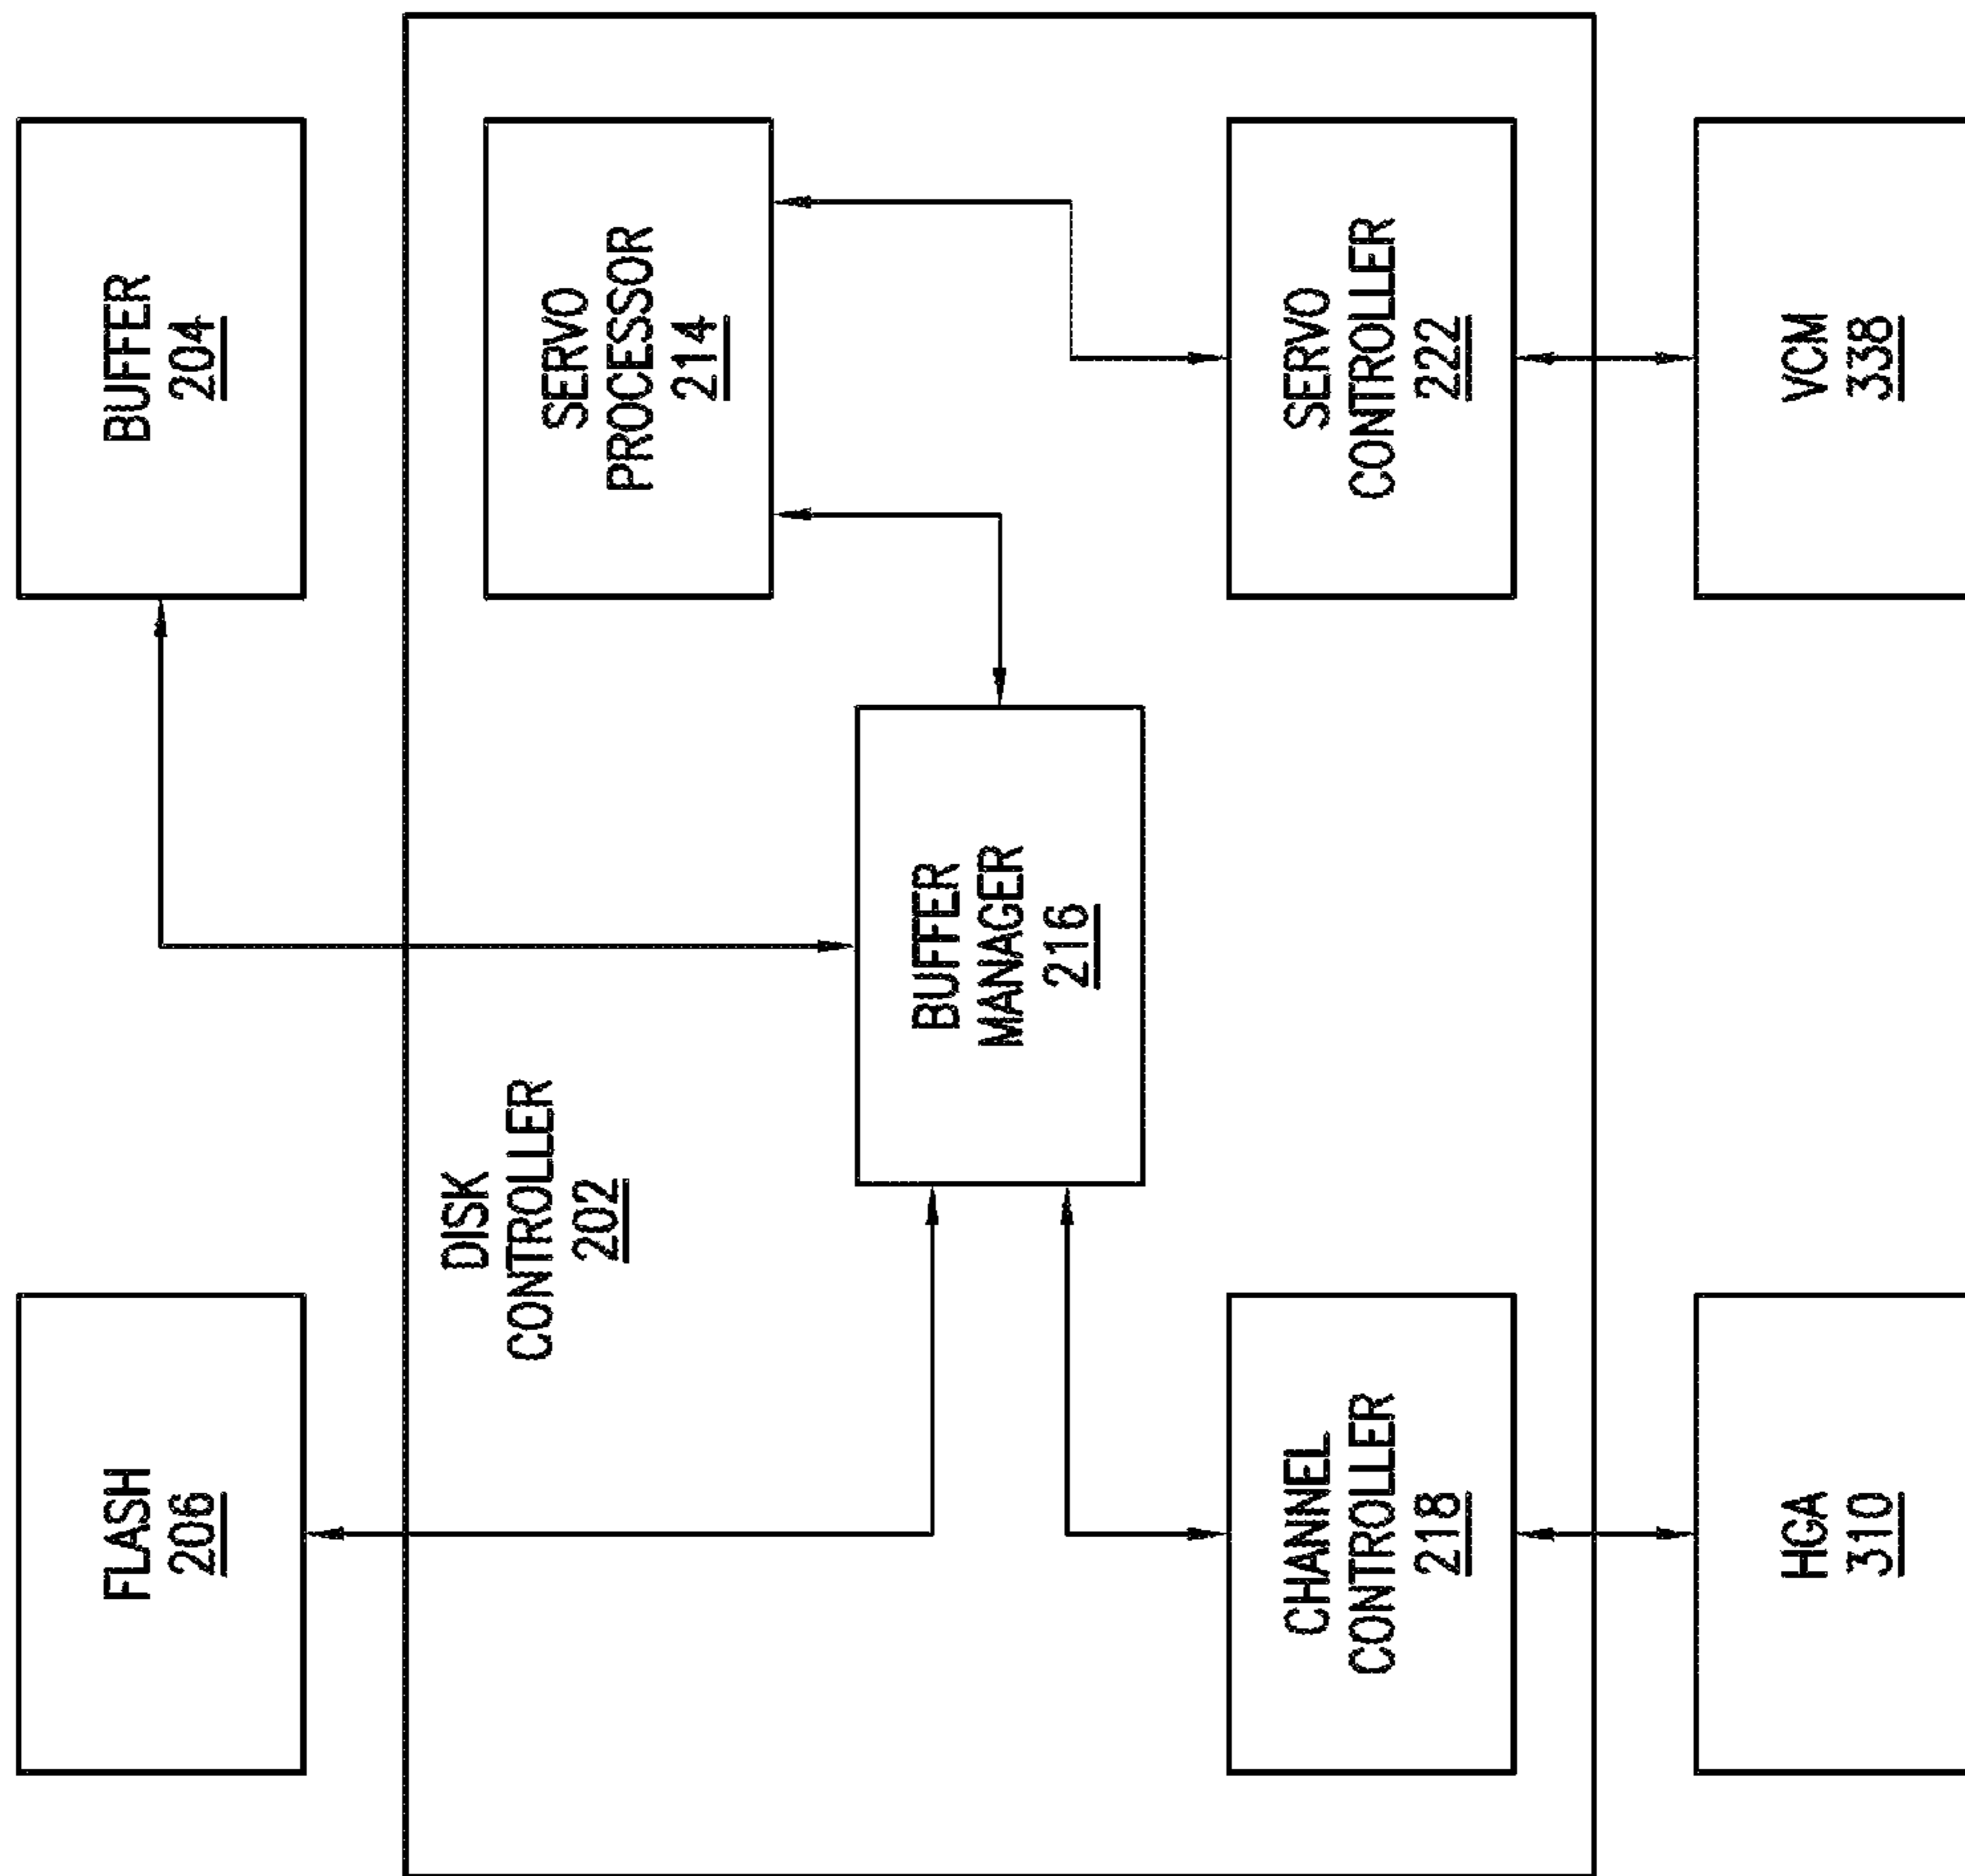 FLASH
206
BUFFER
204
DISK
CONTROLLER
202
SERVO
PROCESSOR
214
BUFFER
MANAGER
216
CHANNEL
CONTROLLER
218
SERVO
CONTROLLER
222
HGA
310
VCM
338